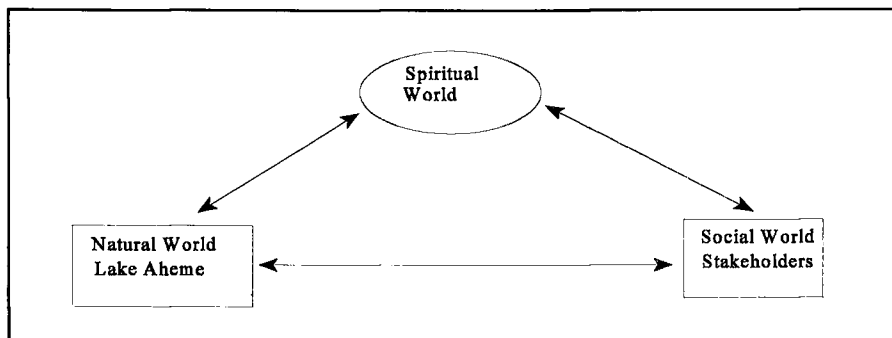 Spiritual
World
Natural World
Lake Aheme
Social World
Stakeholders